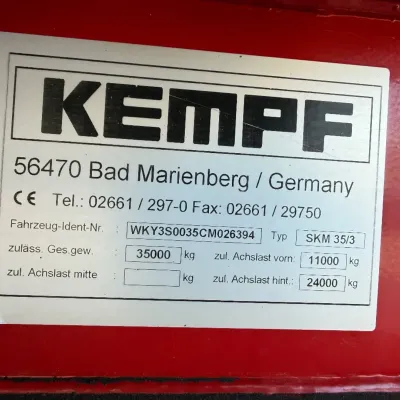 KEMPF
56470 Bad Marienberg / Germany
CE Tel.: 02661 / 297-0 Fax: 02661 / 29750
Fahrzeug-Ident-Nr. : WKY3S0035CM026394 Typ SKM 35/3
zuläss. Ges.gew. : 35000 kg zul. Achslast vorn: 11000 kg
zul. Achslast mitte : kg zul. Achslast hint.: 24000 kg